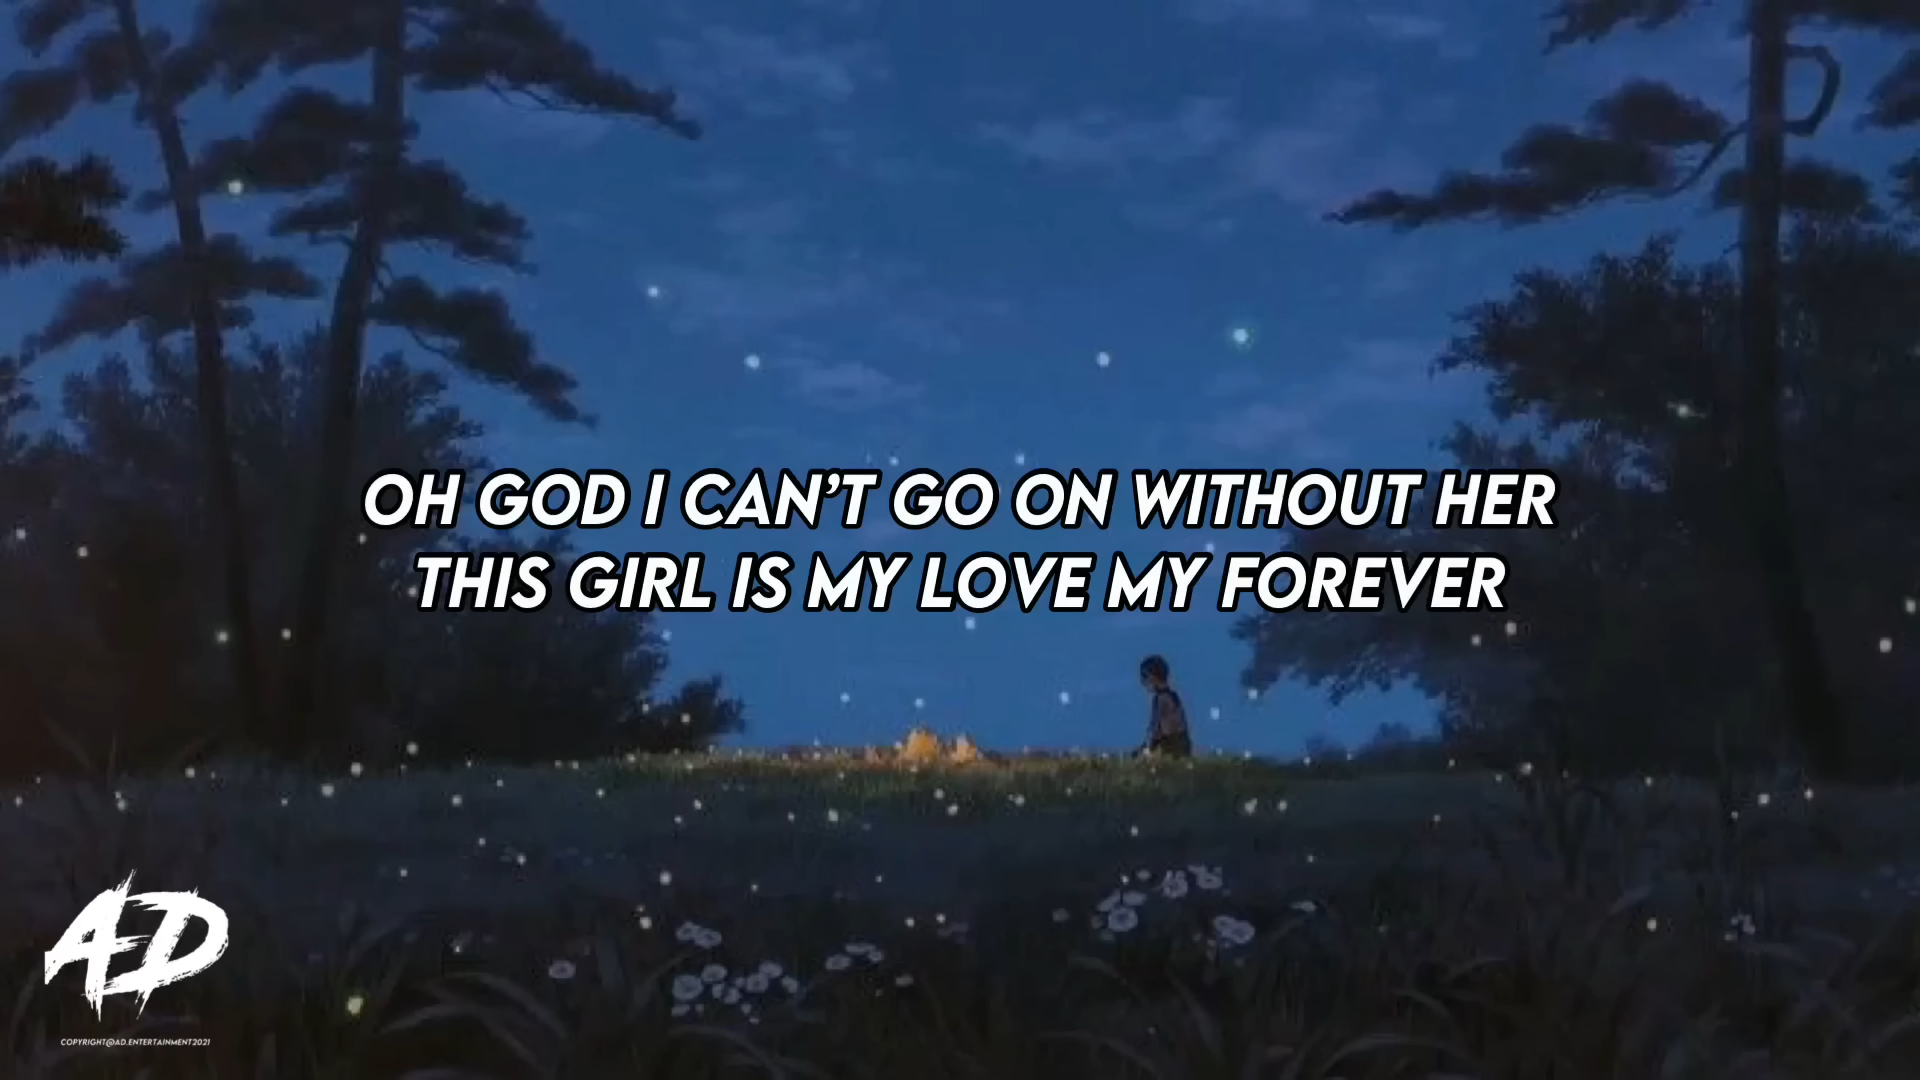 OH GOD I CAN'T GO ON WITHOUT HER
THIS GIRL IS MY LOVE MY FOREVER
AD
COPYRIGHT@AD.ENTERTAINMENT2021